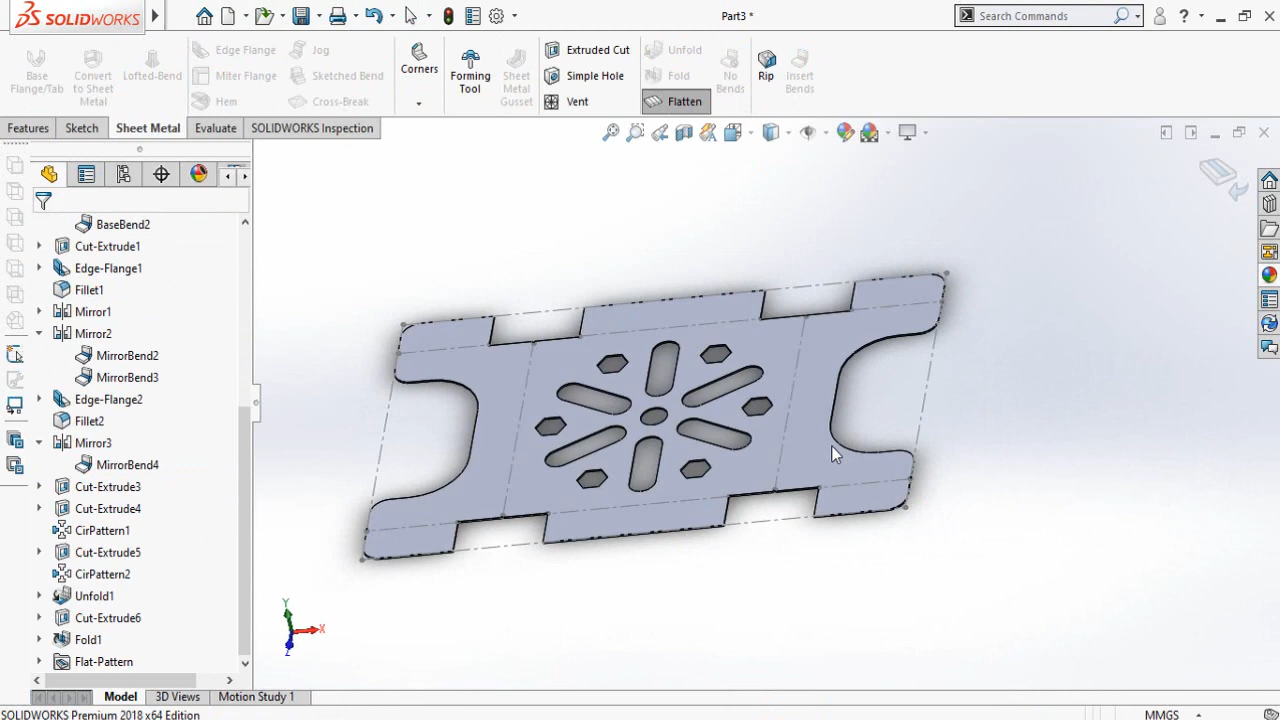 SOLIDWORKS
Part3 *
Search Commands
?
Base Flange/Tab
Convert to Sheet Metal
Lofted-Bend
Edge Flange
Miter Flange
Hem
Jog
Sketched Bend
Cross-Break
Corners
Forming Tool
Sheet Metal Gusset
Extruded Cut
Simple Hole
Vent
Unfold
Fold
Flatten
No Bends
Rip
Insert Bends
Features
Sketch
Sheet Metal
Evaluate
SOLIDWORKS Inspection
BaseBend2
Cut-Extrude1
Edge-Flange1
Fillet1
Mirror1
Mirror2
MirrorBend2
MirrorBend3
Edge-Flange2
Fillet2
Mirror3
MirrorBend4
Cut-Extrude3
Cut-Extrude4
CirPattern1
Cut-Extrude5
CirPattern2
Unfold1
Cut-Extrude6
Fold1
Flat-Pattern
Y
X
Z
Model
3D Views
Motion Study 1
SOLIDWORKS Premium 2018 x64 Edition
MMGS